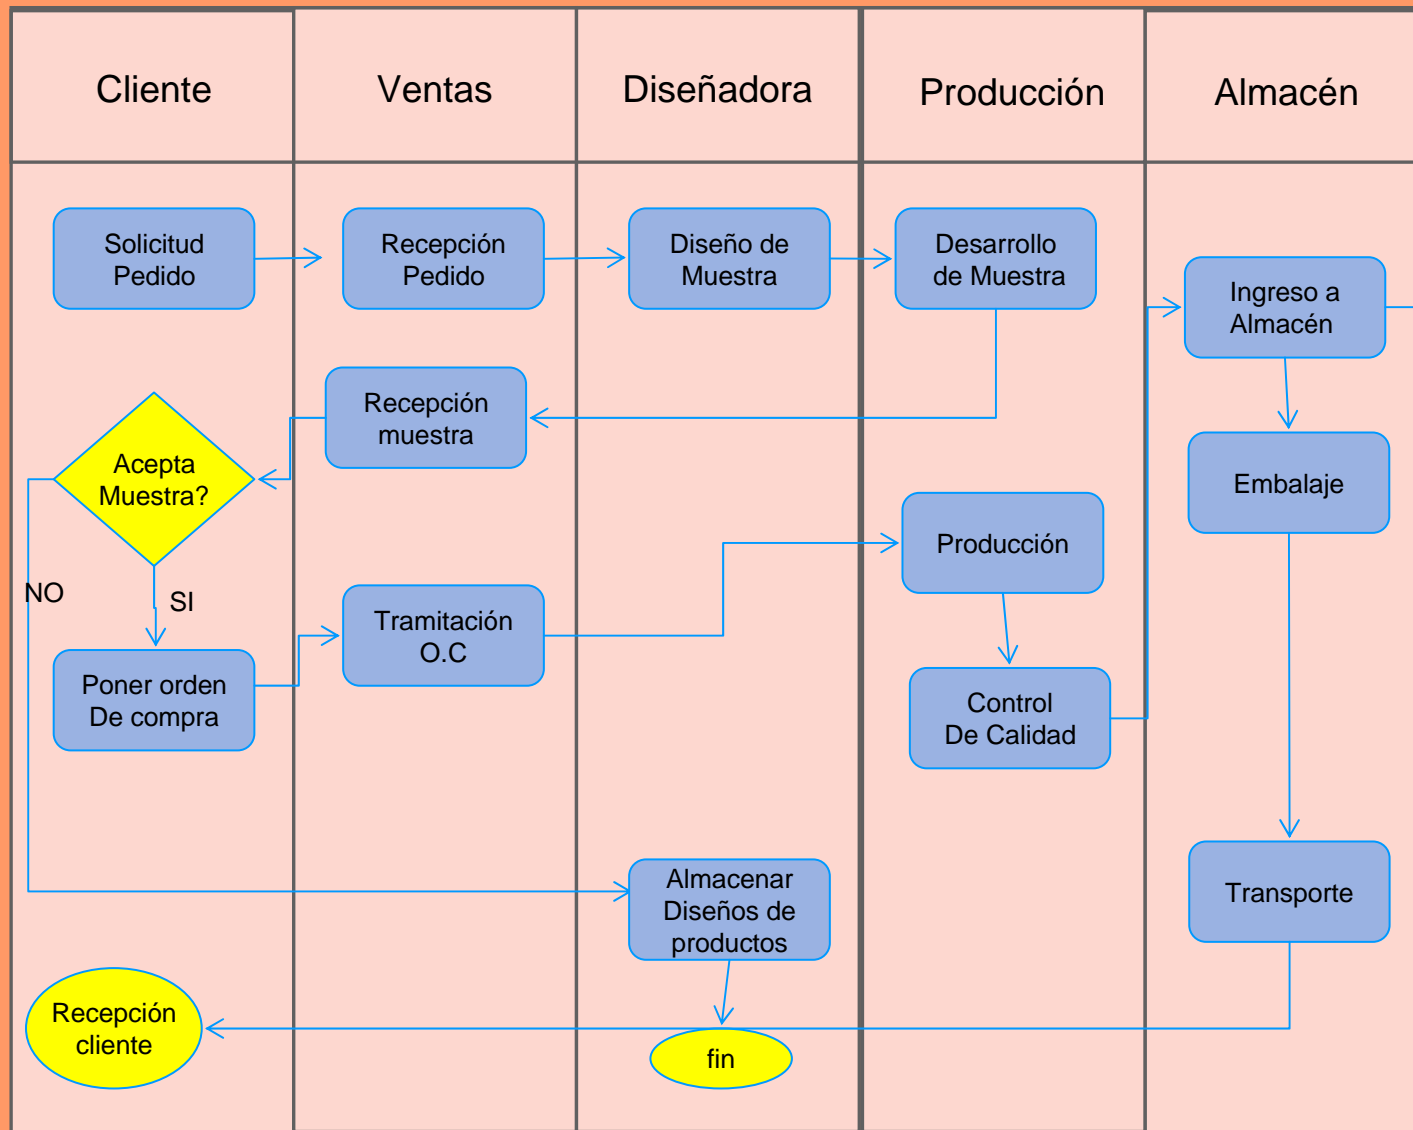 Cliente
Ventas
Diseñadora
Producción
Almacén
Solicitud
Pedido
Recepción
Pedido
Diseño de
Muestra
Desarrollo
de Muestra
Ingreso a
Almacén
Recepción
muestra
Acepta
Muestra?
Embalaje
Producción
NO
SI
Tramitación
O.C
Poner orden
De compra
Control
De Calidad
Almacenar
Diseños de
productos
Transporte
Recepción
cliente
fin